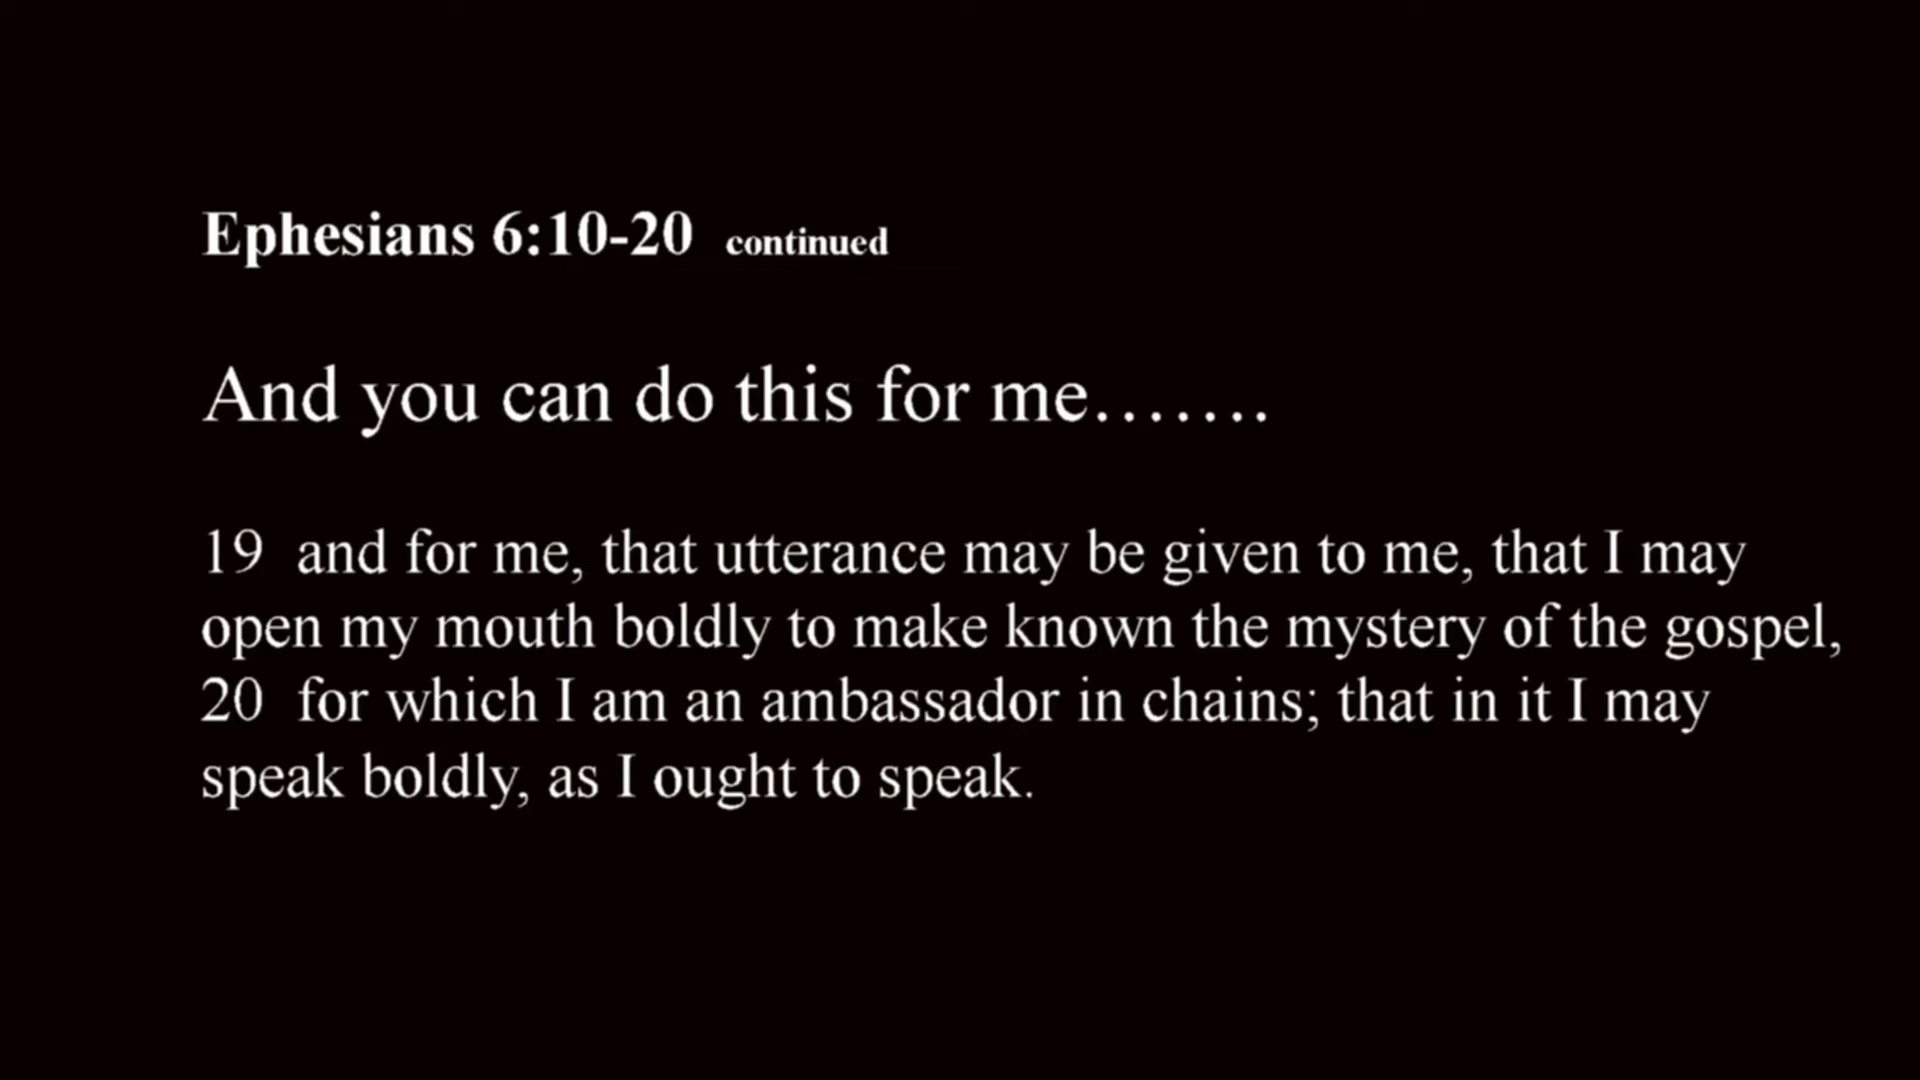 Ephesians 6:10-20 continued
And you can do this for me…….
19 and for me, that utterance may be given to me, that I may
open my mouth boldly to make known the mystery of the gospel,
20 for which I am an ambassador in chains; that in it I may
speak boldly, as I ought to speak.